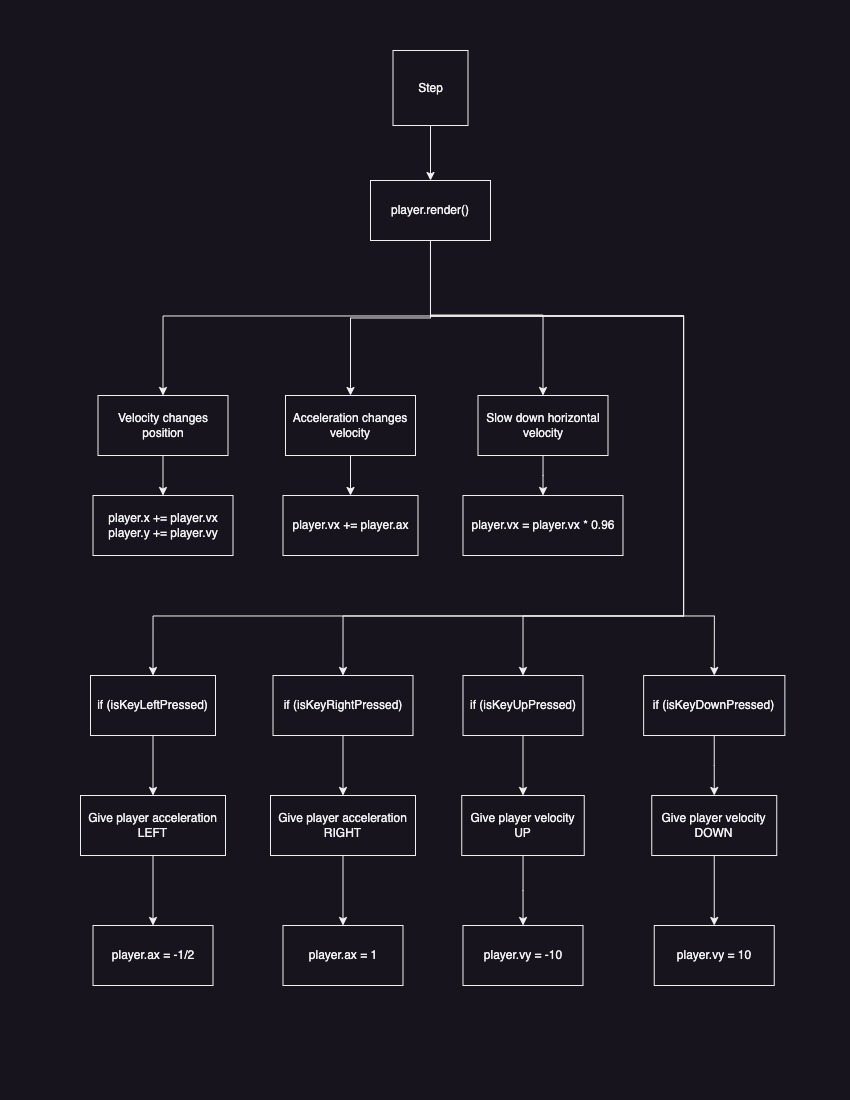 Step
player.render()
Velocity changes
position
Acceleration changes
velocity
Slow down horizontal
velocity
player.x += player.vx
player.y += player.vy
player.vx += player.ax
player.vx = player.vx * 0.96
if (isKeyLeftPressed)
if (isKeyRightPressed)
if (isKeyUpPressed)
if (isKeyDownPressed)
Give player acceleration
LEFT
Give player acceleration
RIGHT
Give player velocity
UP
Give player velocity
DOWN
player.ax = -1/2
player.ax = 1
player.vy = -10
player.vy = 10